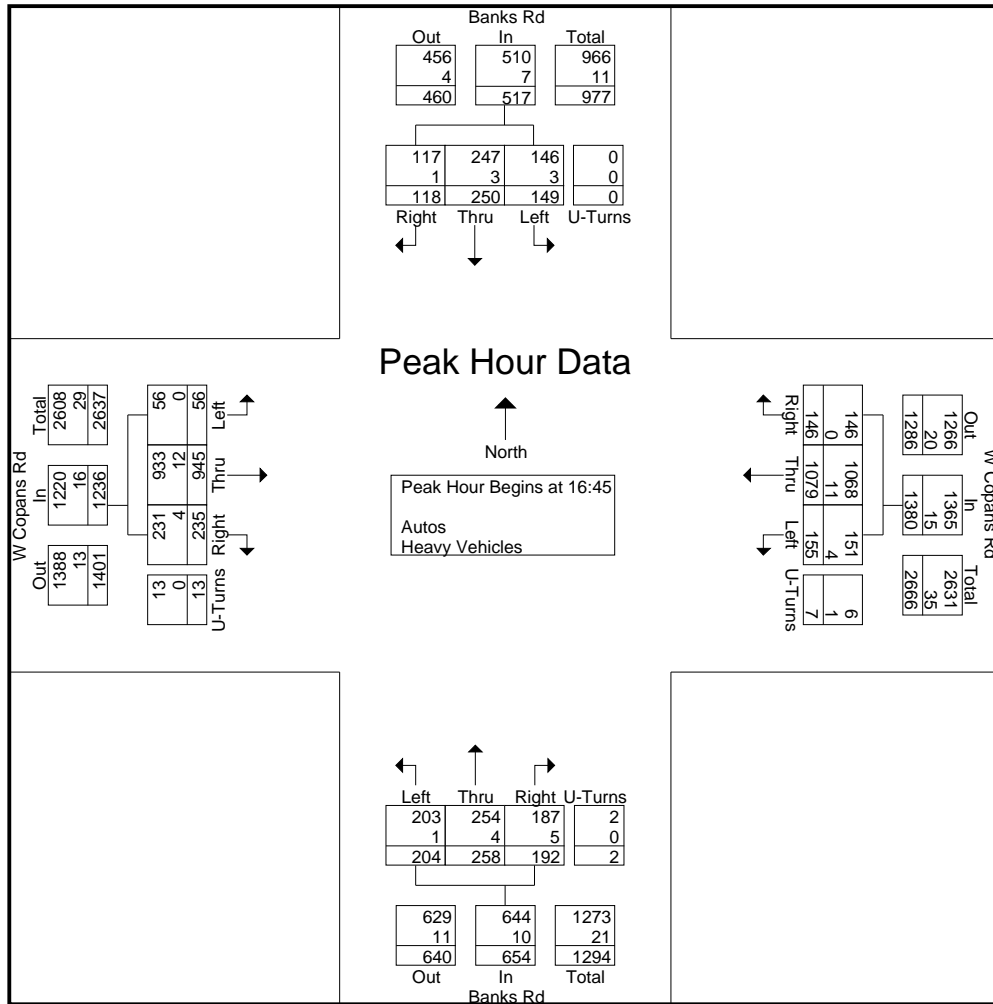 Banks Rd
Out In Total
456 510 966
4 7 11
460 517 977
117 247 146 0
1 3 3 0
118 250 149 0
Right Thru Left U-Turns
Peak Hour Data
North
Peak Hour Begins at 16:45
Autos
Heavy Vehicles
W Copans Rd
Out In Total
1388 1220 2608
13 16 29
1401 1236 2637
U-Turns Right Thru Left
13 231 933 56
0 4 12 0
13 235 945 56
W Copans Rd
Out In Total
1266 1365 2631
20 15 35
1286 1380 2666
146 1068 151 6
0 11 4 1
146 1079 155 7
Right Thru Left U-Turns
Left Thru Right U-Turns
203 254 187 2
1 4 5 0
204 258 192 2
629 644 1273
11 10 21
640 654 1294
Out In Total
Banks Rd